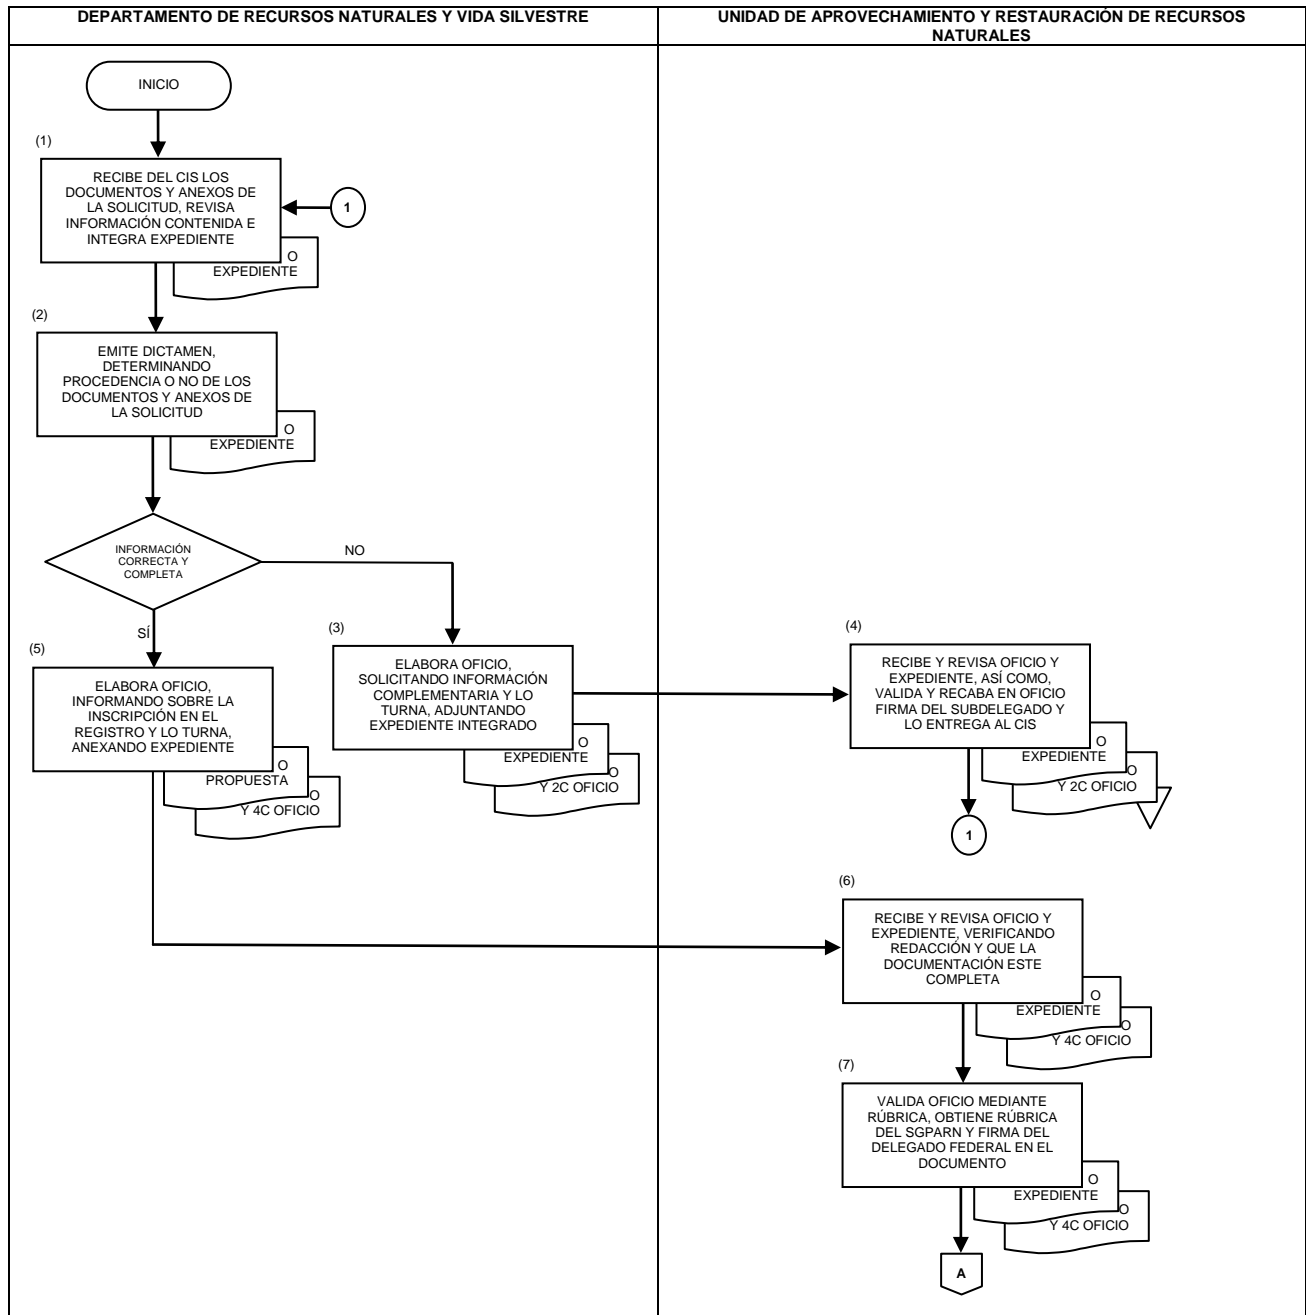 DEPARTAMENTO DE RECURSOS NATURALES Y VIDA SILVESTRE
UNIDAD DE APROVECHAMIENTO Y RESTAURACIÓN DE RECURSOS
NATURALES
INICIO
(1)
RECIBE DEL CIS LOS
DOCUMENTOS Y ANEXOS DE
LA SOLICITUD, REVISA
INFORMACIÓN CONTENIDA E
INTEGRA EXPEDIENTE
1
O
EXPEDIENTE
(2)
EMITE DICTAMEN,
DETERMINANDO
PROCEDENCIA O NO DE LOS
DOCUMENTOS Y ANEXOS DE
LA SOLICITUD
O
EXPEDIENTE
INFORMACIÓN
CORRECTA Y
COMPLETA
NO
SÍ
(3)
ELABORA OFICIO,
SOLICITANDO INFORMACIÓN
COMPLEMENTARIA Y LO
TURNA, ADJUNTANDO
EXPEDIENTE INTEGRADO
O
EXPEDIENTE
O
Y 2C OFICIO
(4)
RECIBE Y REVISA OFICIO Y
EXPEDIENTE, ASÍ COMO,
VALIDA Y RECABA EN OFICIO
FIRMA DEL SUBDELEGADO Y
LO ENTREGA AL CIS
O
EXPEDIENTE
O
Y 2C OFICIO
1
(5)
ELABORA OFICIO,
INFORMANDO SOBRE LA
INSCRIPCIÓN EN EL
REGISTRO Y LO TURNA,
ANEXANDO EXPEDIENTE
O
PROPUESTA
O
Y 4C OFICIO
(6)
RECIBE Y REVISA OFICIO Y
EXPEDIENTE, VERIFICANDO
REDACCIÓN Y QUE LA
DOCUMENTACIÓN ESTE
COMPLETA
O
EXPEDIENTE
O
Y 4C OFICIO
(7)
VALIDA OFICIO MEDIANTE
RÚBRICA, OBTIENE RÚBRICA
DEL SGPARN Y FIRMA DEL
DELEGADO FEDERAL EN EL
DOCUMENTO
O
EXPEDIENTE
O
Y 4C OFICIO
A